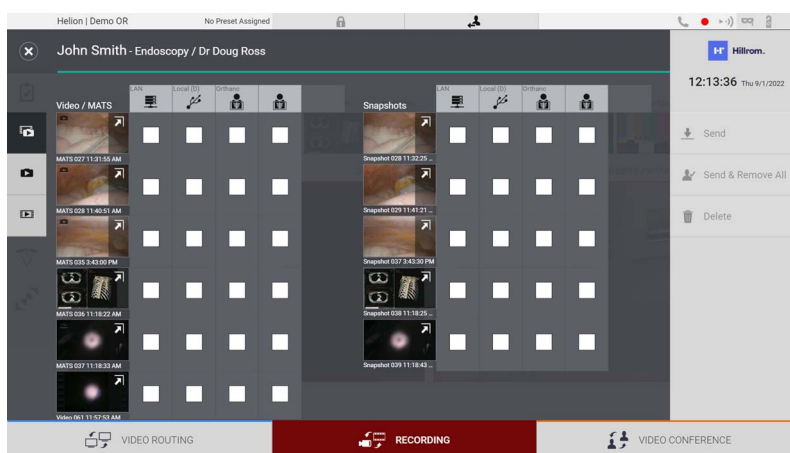 Helion | Demo OR
No Preset Assigned
John Smith - Endoscopy / Dr Doug Ross
Hillrom.
12:13:36 Thu 9/1/2022
Video / MATS
LAN
Local (D)
Orthanc
Snapshots
LAN
Local (D)
Orthanc
MATS 027 11:31:55 AM
Snapshot 028 11:32:25 ...
MATS 028 11:40:51 AM
Snapshot 029 11:41:21 ...
MATS 035 3:43:00 PM
Snapshot 037 3:43:30 PM
MATS 036 11:18:22 AM
Snapshot 038 11:18:25 ...
MATS 037 11:18:33 AM
Snapshot 039 11:18:43 ...
Video 061 11:57:53 AM
Send
Send & Remove All
Delete
VIDEO ROUTING
RECORDING
VIDEO CONFERENCE